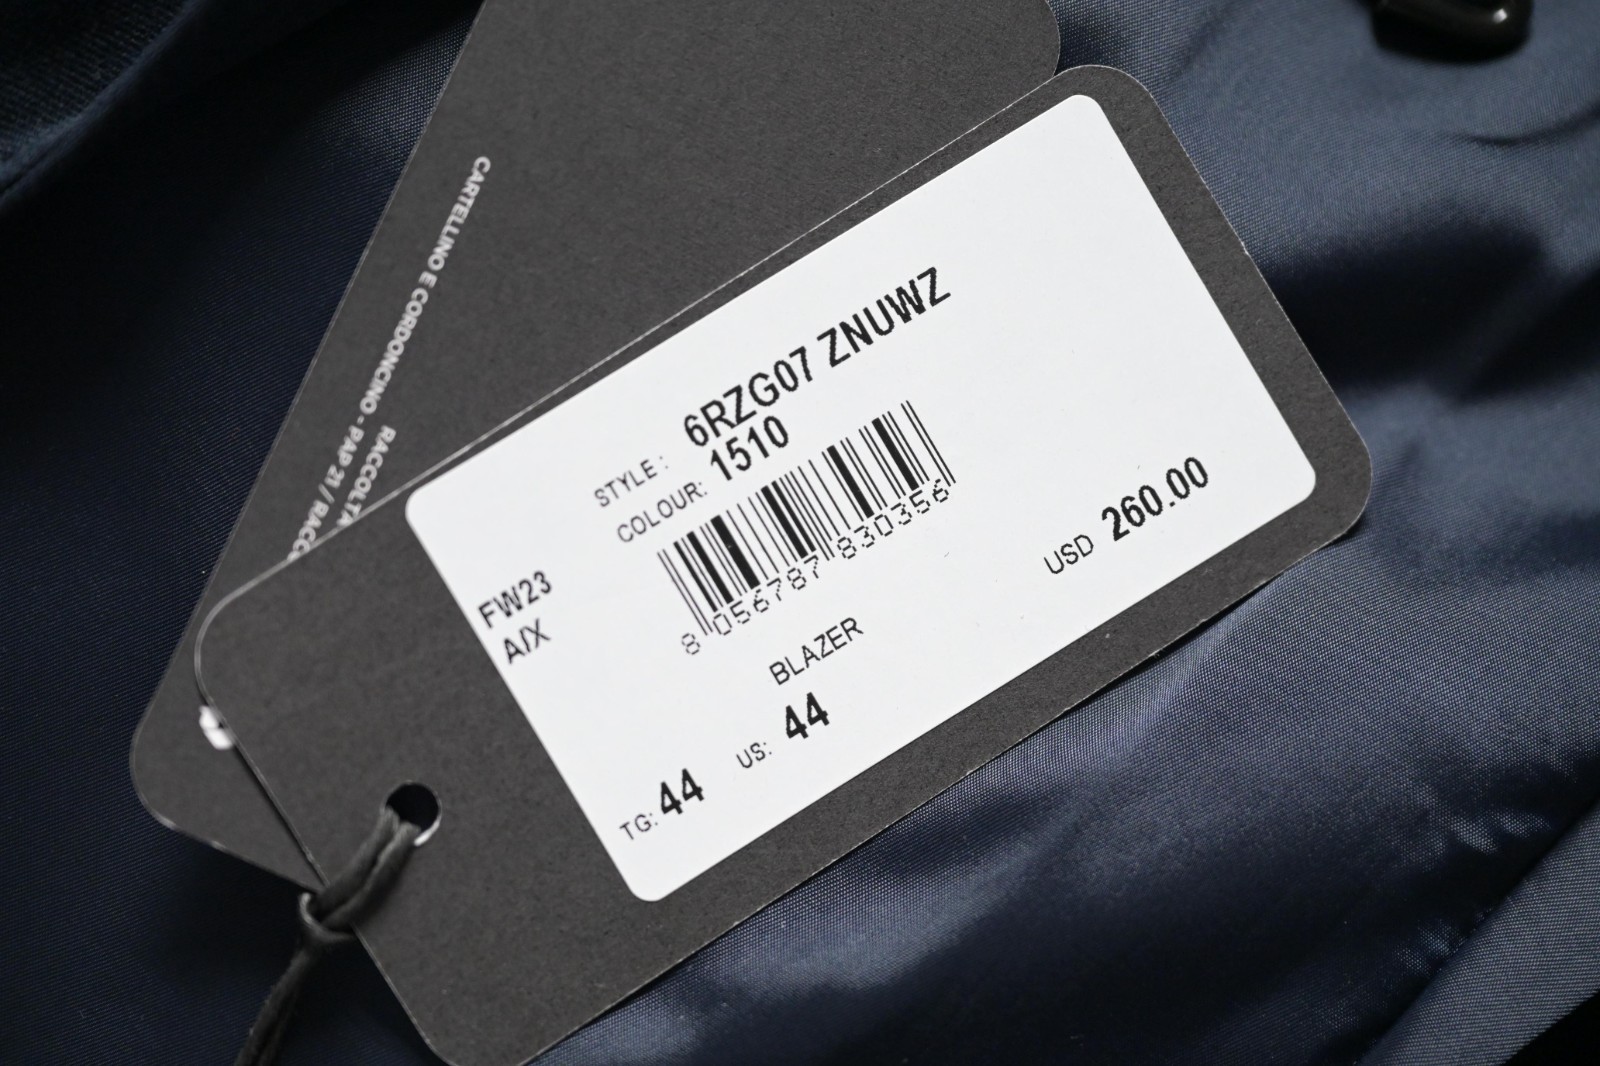 CARTELLINO E CORDONCINO - PAP 21 / RACC
RACCOLTA
STYLE : 6RZG07 ZNUWZ
COLOUR: 1510
8 056787 830356
FW23
A/X
BLAZER
USD 260.00
TG: 44 US: 44